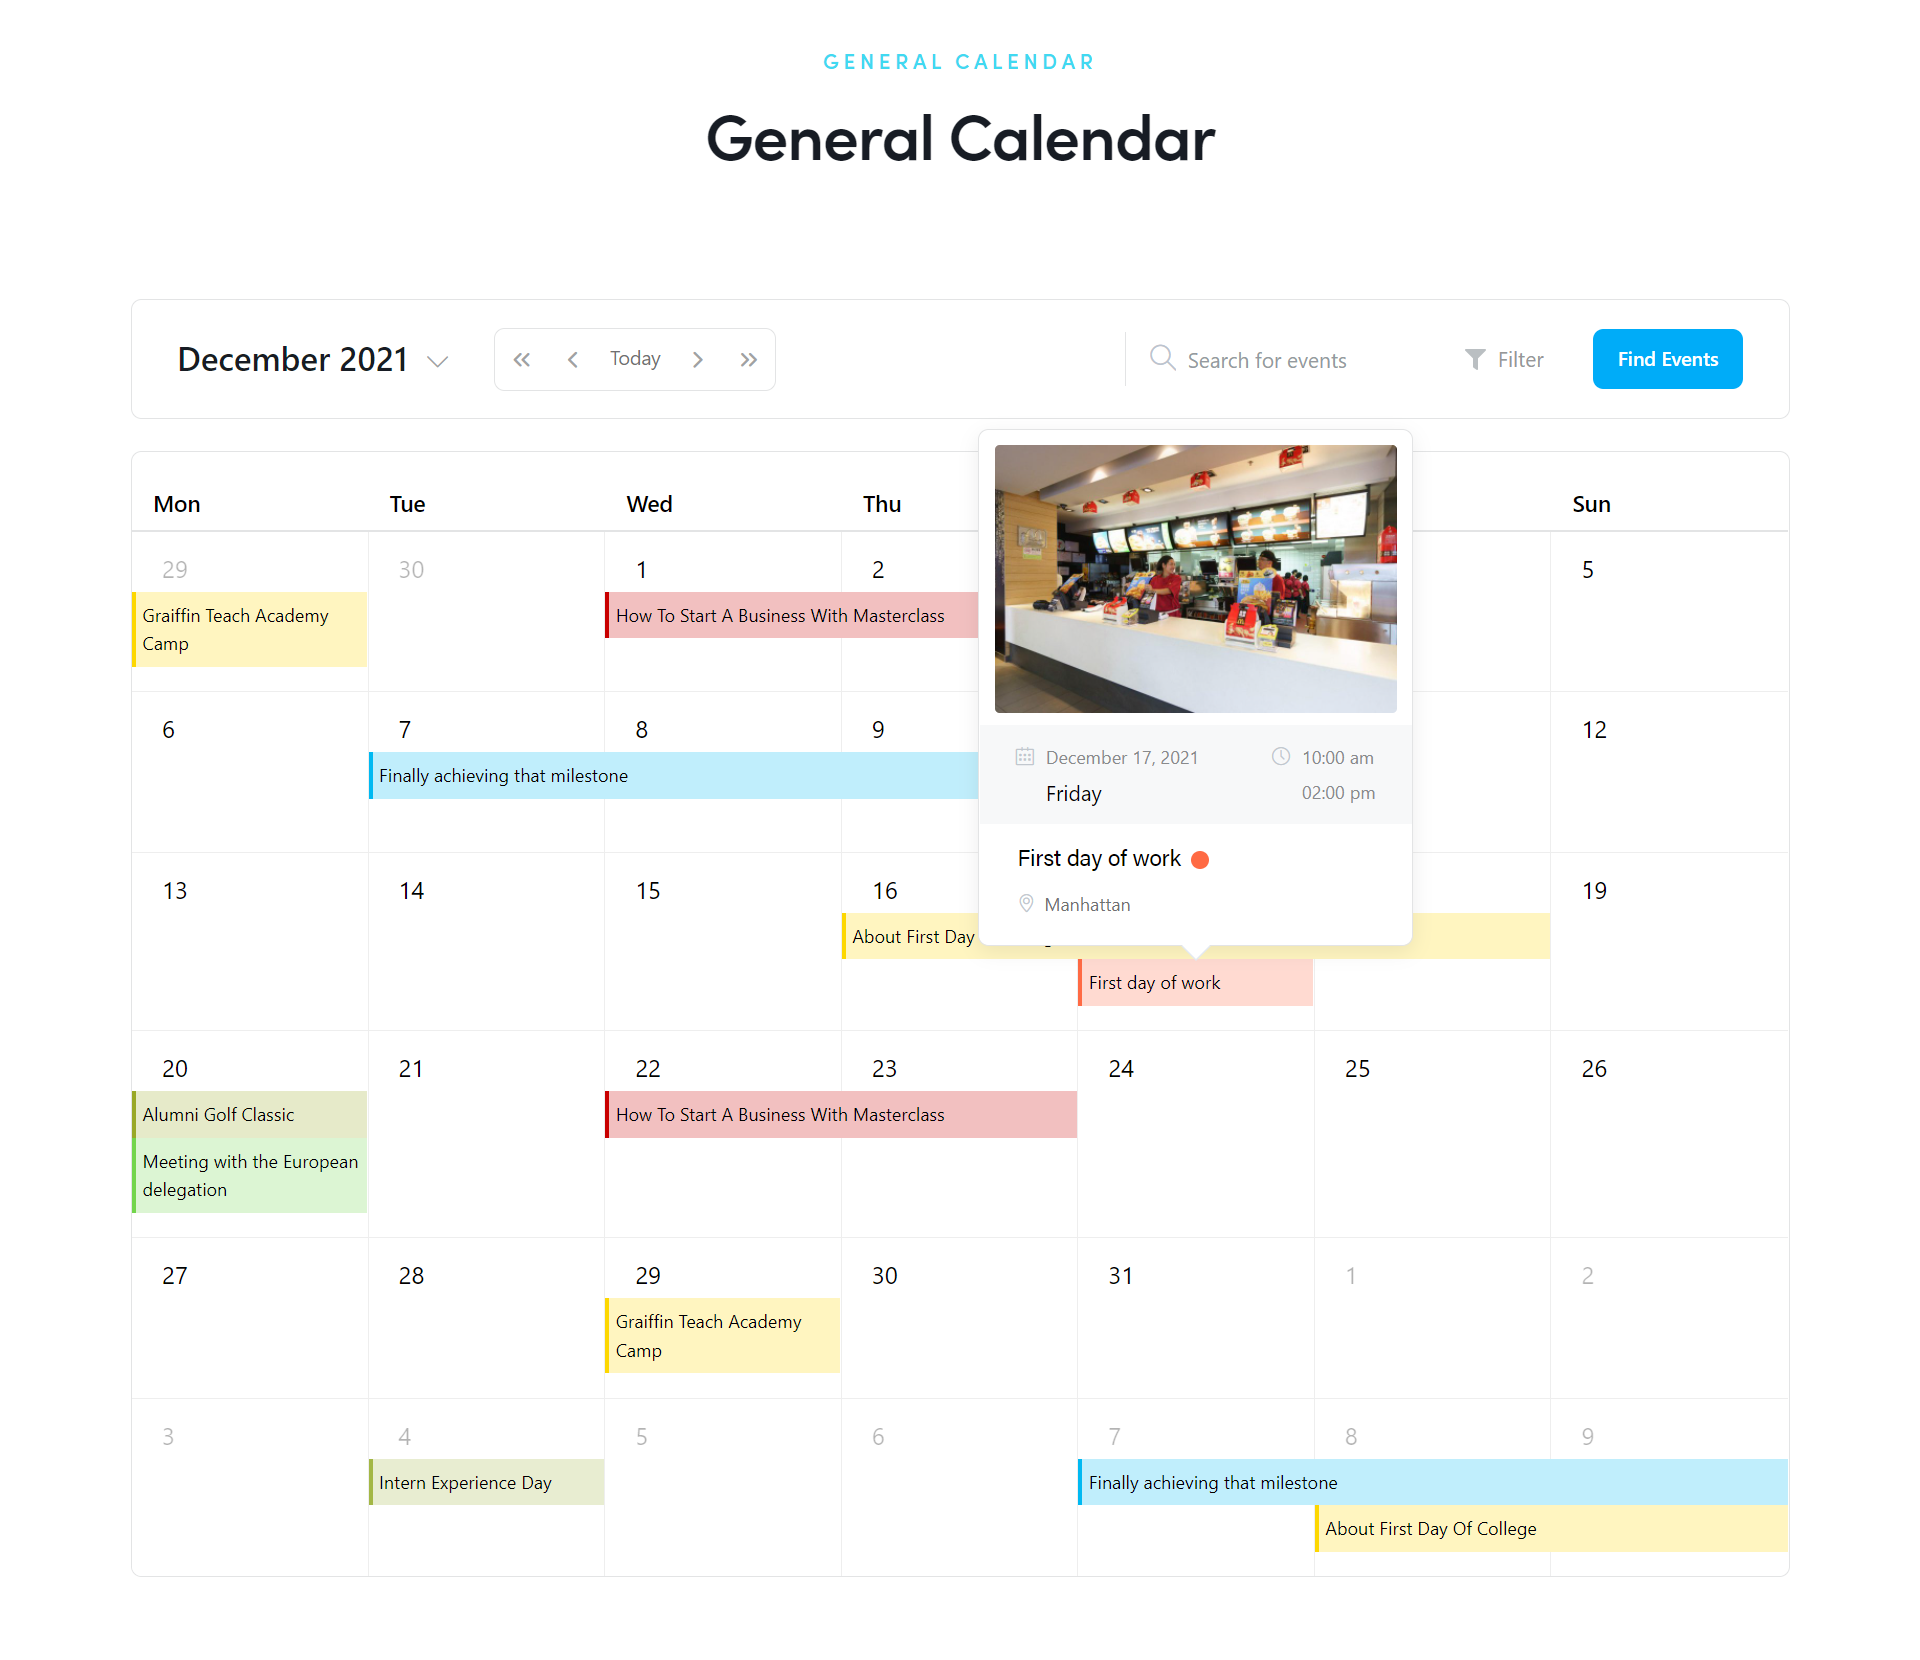 GENERAL CALENDAR
General Calendar
December 2021
Today
Search for events
Filter
Find Events
Mon
Tue
Wed
Thu
Sun
29
30
1
2
5
Graiffin Teach Academy
Camp
How To Start A Business With Masterclass
6
7
8
9
12
Finally achieving that milestone
December 17, 2021
10:00 am
Friday
02:00 pm
First day of work
Manhattan
13
14
15
16
19
About First Day
First day of work
20
21
22
23
24
25
26
Alumni Golf Classic
How To Start A Business With Masterclass
Meeting with the European
delegation
27
28
29
30
31
1
2
Graiffin Teach Academy
Camp
3
4
5
6
7
8
9
Intern Experience Day
Finally achieving that milestone
About First Day Of College